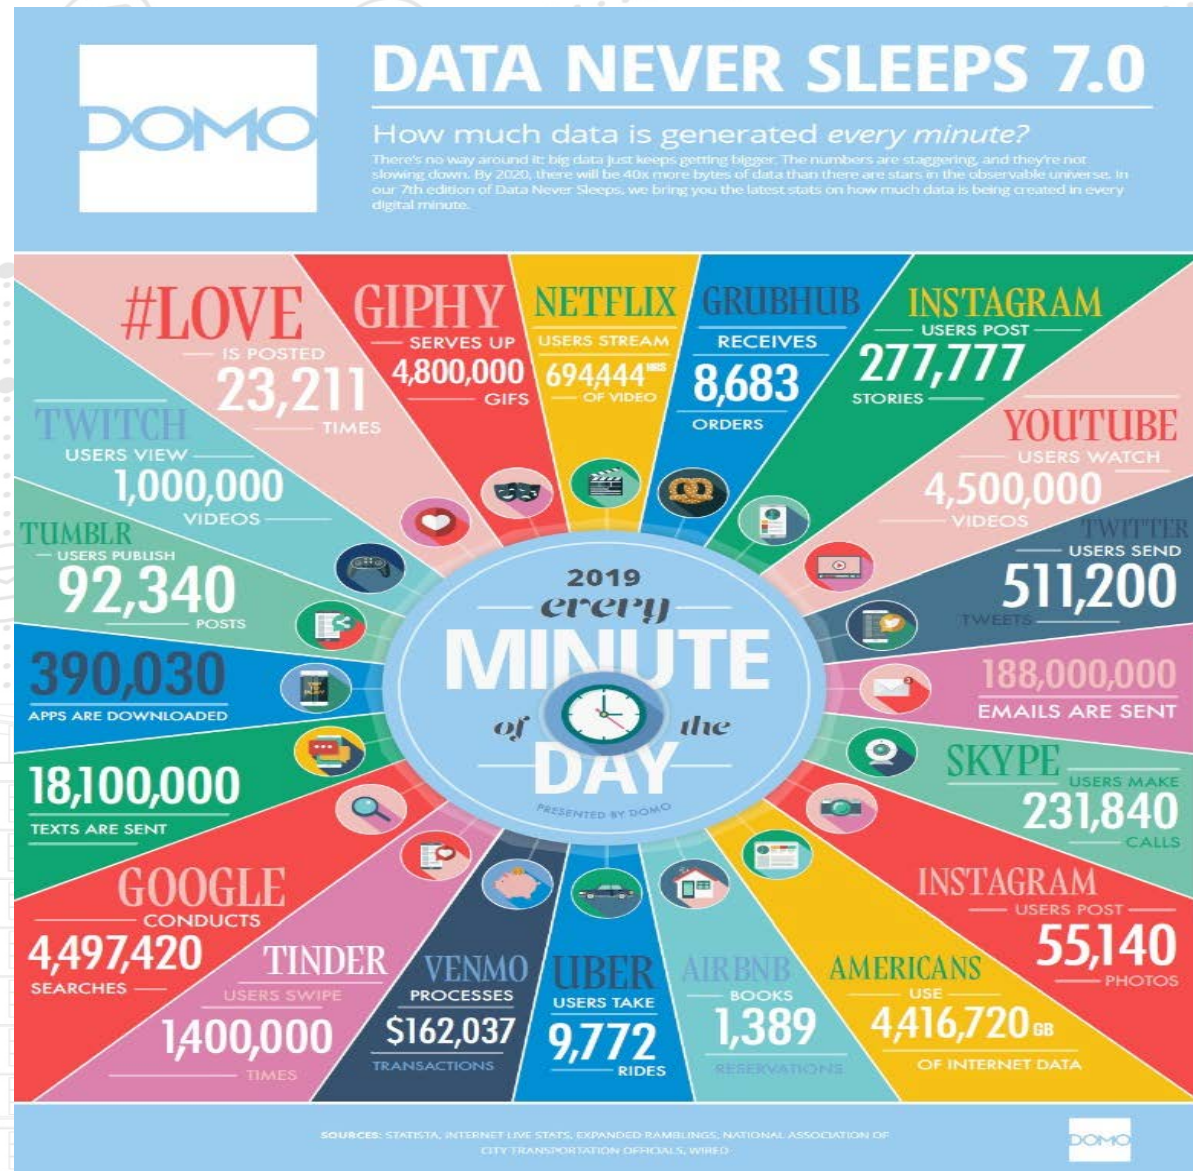 DOMO
DATA NEVER SLEEPS 7.0
How much data is generated every minute?
There's no way around it: big data just keeps getting bigger. The numbers are staggering, and they're not
slowing down. By 2020, there will be 40x more bytes of data than there are stars in the observable universe. In
our 7th edition of Data Never Sleeps, we bring you the latest stats on how much data is being created in every
digital minute.
#LOVE
IS POSTED
23,211
TIMES
GIPHY
SERVES UP
4,800,000
GIFS
NETFLIX
USERS STREAM
694,444 HRS
OF VIDEO
GRUBHUB
RECEIVES
8,683
ORDERS
INSTAGRAM
USERS POST
277,777
STORIES
YOUTUBE
USERS WATCH
4,500,000
VIDEOS
TWITTER
USERS SEND
511,200
TWEETS
188,000,000
EMAILS ARE SENT
SKYPE
USERS MAKE
231,840
CALLS
INSTAGRAM
USERS POST
55,140
PHOTOS
AMERICANS
USE
4,416,720 GB
OF INTERNET DATA
AIRBNB
BOOKS
1,389
RESERVATIONS
UBER
USERS TAKE
9,772
RIDES
VENMO
PROCESSES
$162,037
TRANSACTIONS
TINDER
USERS SWIPE
1,400,000
TIMES
GOOGLE
CONDUCTS
4,497,420
SEARCHES
18,100,000
TEXTS ARE SENT
390,030
APPS ARE DOWNLOADED
TUMBLR
USERS PUBLISH
92,340
POSTS
TWITCH
USERS VIEW
1,000,000
VIDEOS
2019
every
MINUTE
of the
DAY
PRESENTED BY DOMO
SOURCES: STATISTA, INTERNET LIVE STATS, EXPANDED RAMBLINGS, NATIONAL ASSOCIATION OF
CITY TRANSPORTATION OFFICIALS, WIRED
DOMO